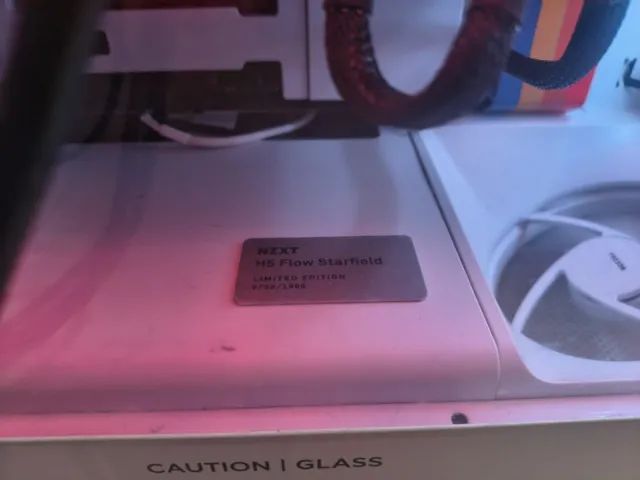 NZXT
H5 Flow Starfield
LIMITED EDITION
CAUTION | GLASS